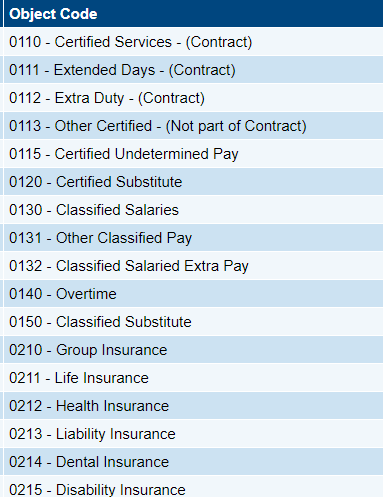 Object Code
0110 - Certified Services - (Contract)
0111 - Extended Days - (Contract)
0112 - Extra Duty - (Contract)
0113 - Other Certified - (Not part of Contract)
0115 - Certified Undetermined Pay
0120 - Certified Substitute
0130 - Classified Salaries
0131 - Other Classified Pay
0132 - Classified Salaried Extra Pay
0140 - Overtime
0150 - Classified Substitute
0210 - Group Insurance
0211 - Life Insurance
0212 - Health Insurance
0213 - Liability Insurance
0214 - Dental Insurance
0215 - Disability Insurance